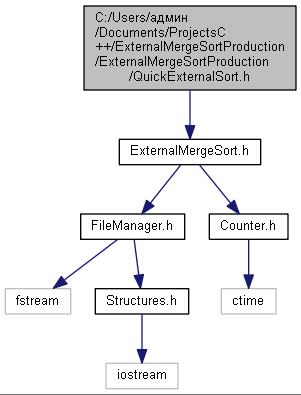 C:/Users/админ
/Documents/ProjectsC
++/ExternalMergeSortProduction
/ExternalMergeSortProduction
/QuickExternalSort.h
ExternalMergeSort.h
FileManager.h
Counter.h
fstream
Structures.h
ctime
iostream